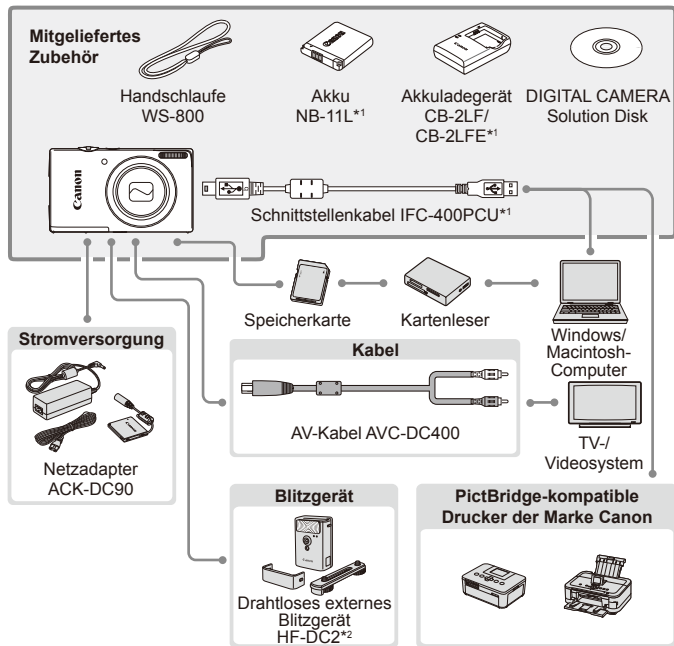 Mitgeliefertes
Zubehör
Handschlaufe
WS-800
Akku
NB-11L*1
Akkuladegerät
CB-2LF/
CB-2LFE*1
DIGITAL CAMERA
Solution Disk
Canon
Schnittstellenkabel IFC-400PCU*1
Speicherkarte
Kartenleser
Windows/
Macintosh-
Computer
Stromversorgung
Netzadapter
ACK-DC90
Kabel
AV-Kabel AVC-DC400
TV-/
Videosystem
Blitzgerät
Drahtloses externes
Blitzgerät
HF-DC2*2
PictBridge-kompatible
Drucker der Marke Canon